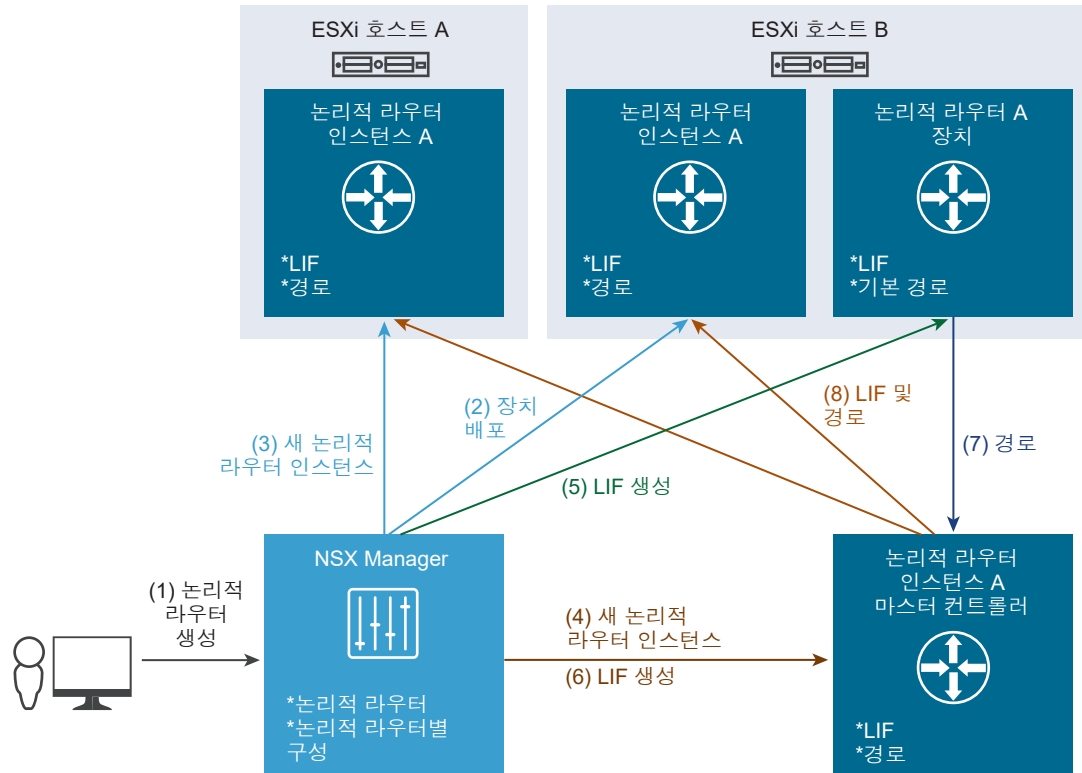 ESXi 호스트 A
ESXi 호스트 B
논리적 라우터
인스턴스 A
*LIF
*경로
논리적 라우터
인스턴스 A
*LIF
*경로
논리적 라우터 A
장치
*LIF
*기본 경로
(3) 새 논리적
라우터 인스턴스
(2) 장치
배포
(5) LIF 생성
(8) LIF 및
경로
(7) 경로
(1) 논리적
라우터
생성
NSX Manager
*논리적 라우터
*논리적 라우터별
구성
(4) 새 논리적
라우터 인스턴스
(6) LIF 생성
논리적 라우터
인스턴스 A
마스터 컨트롤러
*LIF
*경로